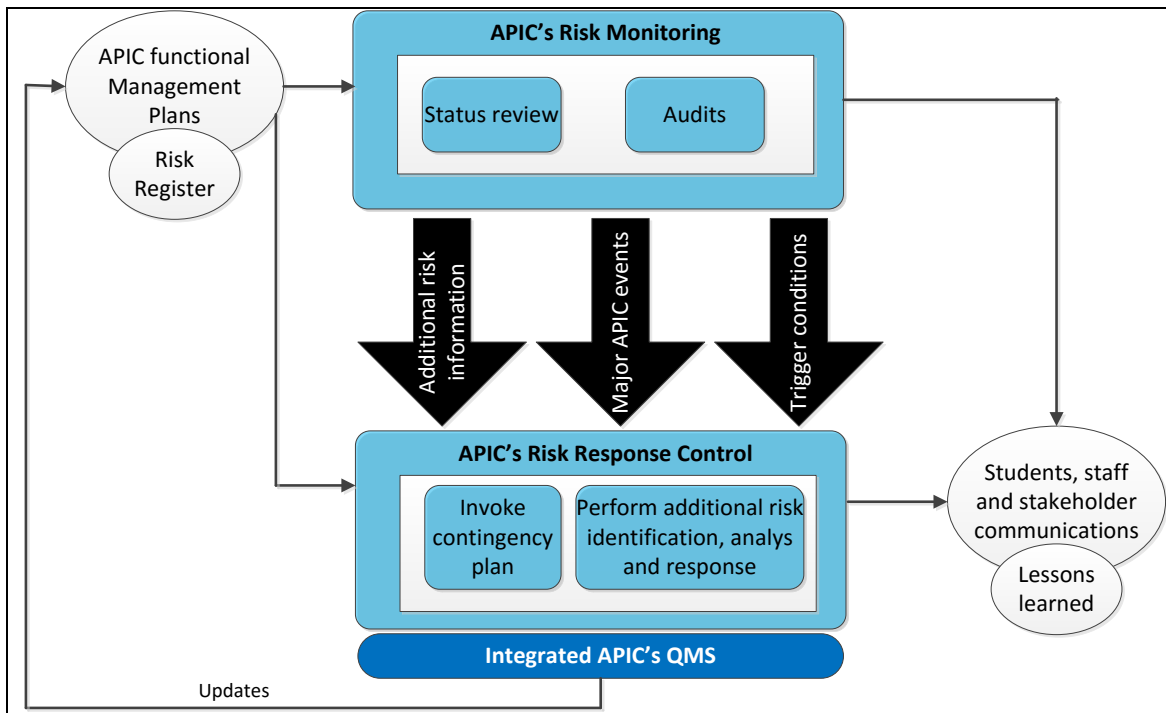 APIC functional
Management
Plans
Risk
Register
APIC's Risk Monitoring
Status review
Audits
Additional risk
information
Major APIC events
Trigger conditions
APIC's Risk Response Control
Invoke
contingency
plan
Perform additional risk
identification, analys
and response
Students, staff
and stakeholder
communications
Lessons
learned
Integrated APIC's QMS
Updates